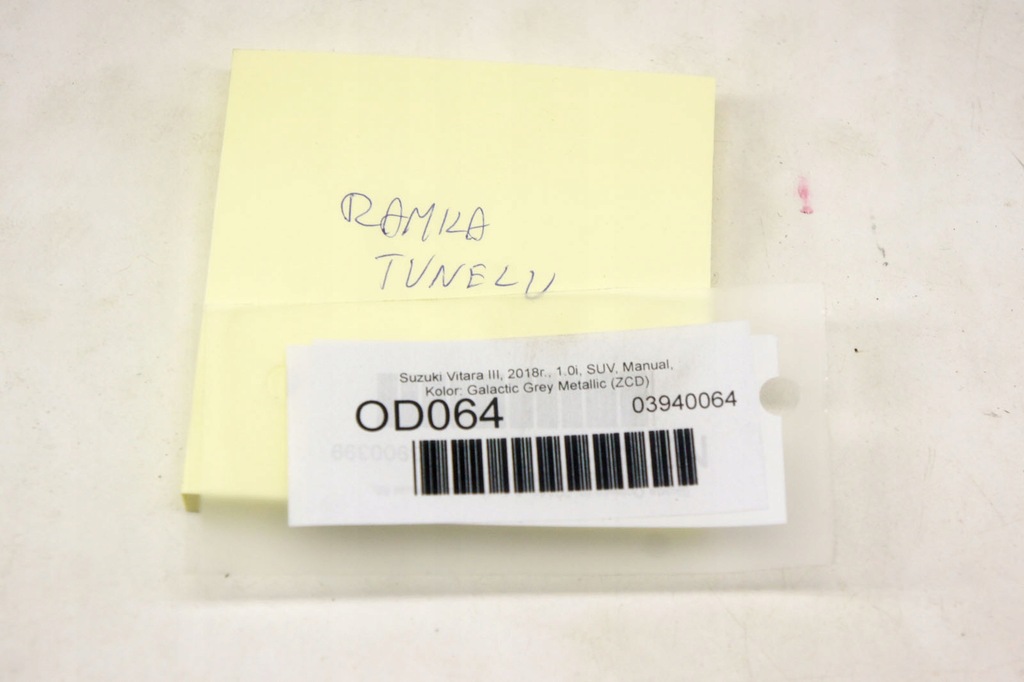 RAMKA
TUNELU
Suzuki Vitara III, 2018r., 1.0i, SUV, Manual,
Kolor: Galactic Grey Metallic (ZCD)
OD064 03940064